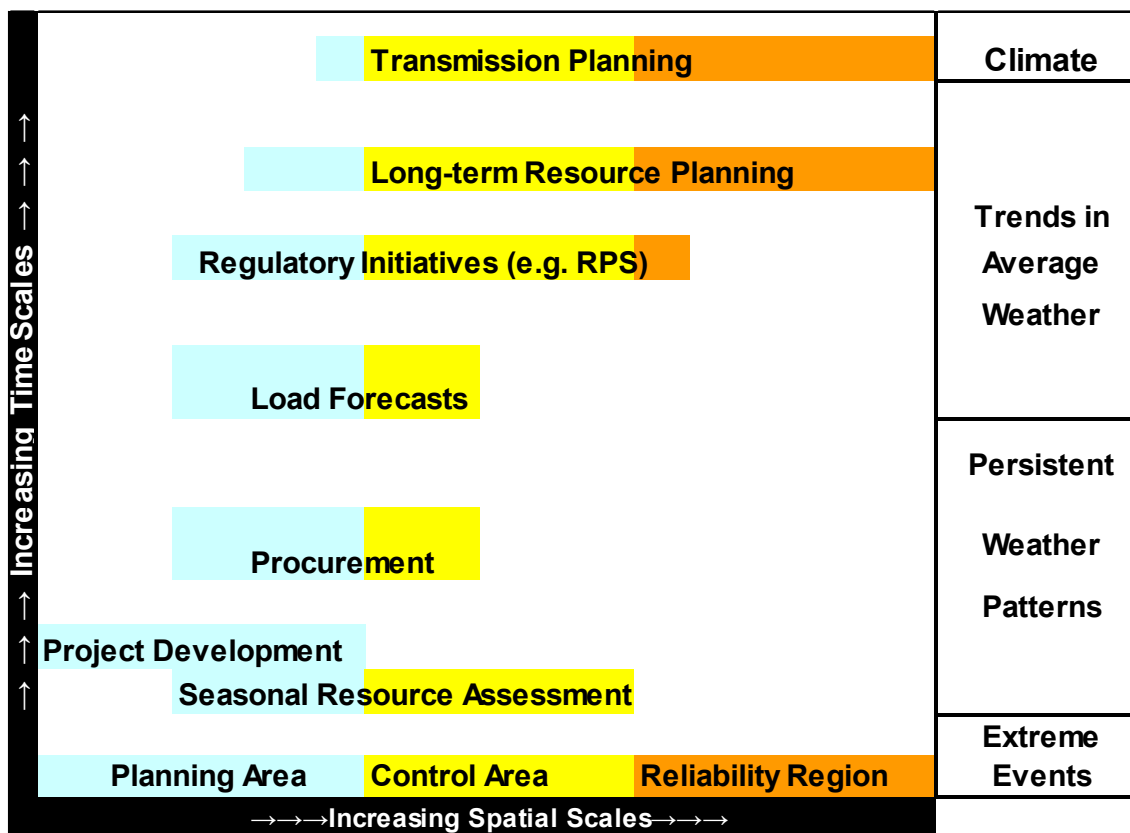 Transmission Planning
Climate
Long-term Resource Planning
Regulatory Initiatives (e.g. RPS)
Trends in
Average
Weather
Load Forecasts
Procurement
Persistent
Weather
Patterns
Project Development
Seasonal Resource Assessment
Extreme
Events
Planning Area
Control Area
Reliability Region
→→→Increasing Spatial Scales→→→
→ → → Increasing Time Scales → → → →